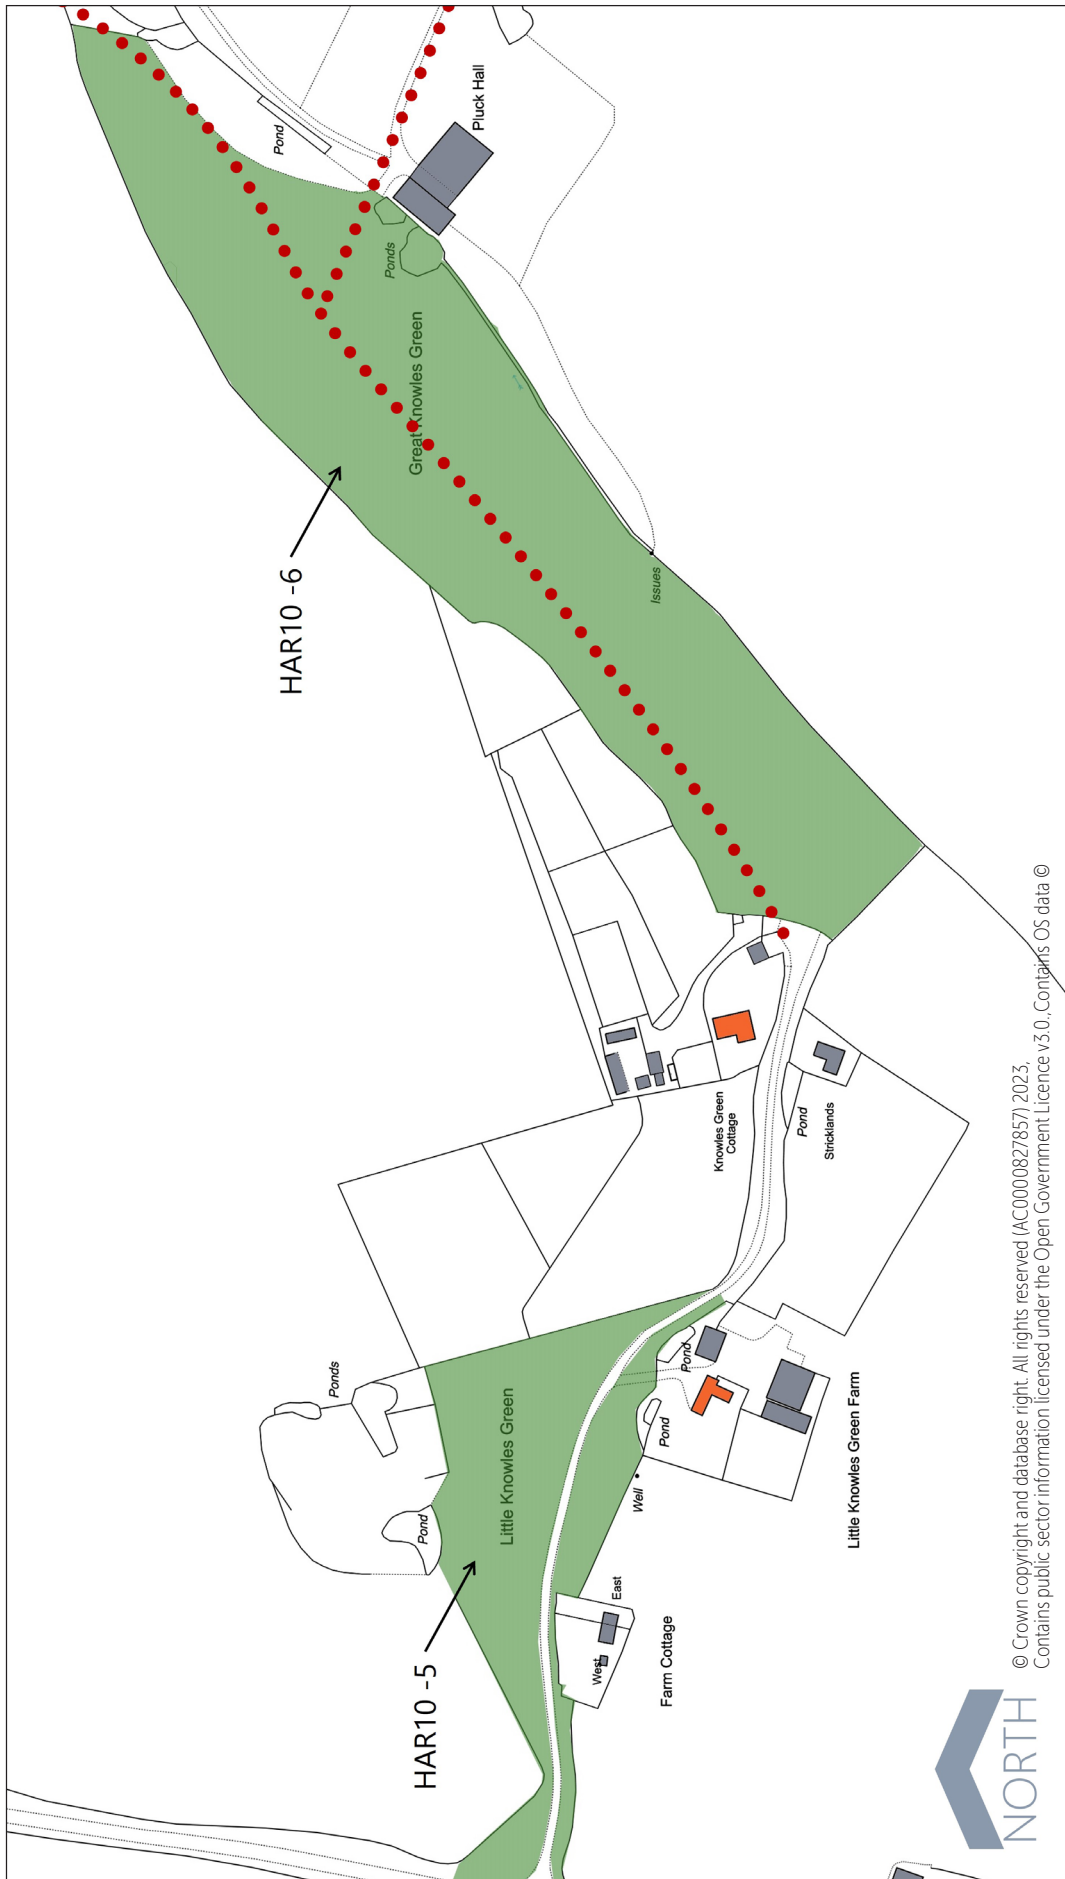 Pluck Hall
Pond
Ponds
Great Knowles Green
HAR10 -6
Issues
Knowles Green
Cottage
Pond
Stricklands
Ponds
Little Knowles Green
Pond
Pond
Pond
Well
Little Knowles Green Farm
East
West
Farm Cottage
HAR10 -5
NORTH
© Crown copyright and database right. All rights reserved (AC0000827857) 2023,
Contains public sector information licensed under the Open Government Licence v3.0.,Contains OS data ©